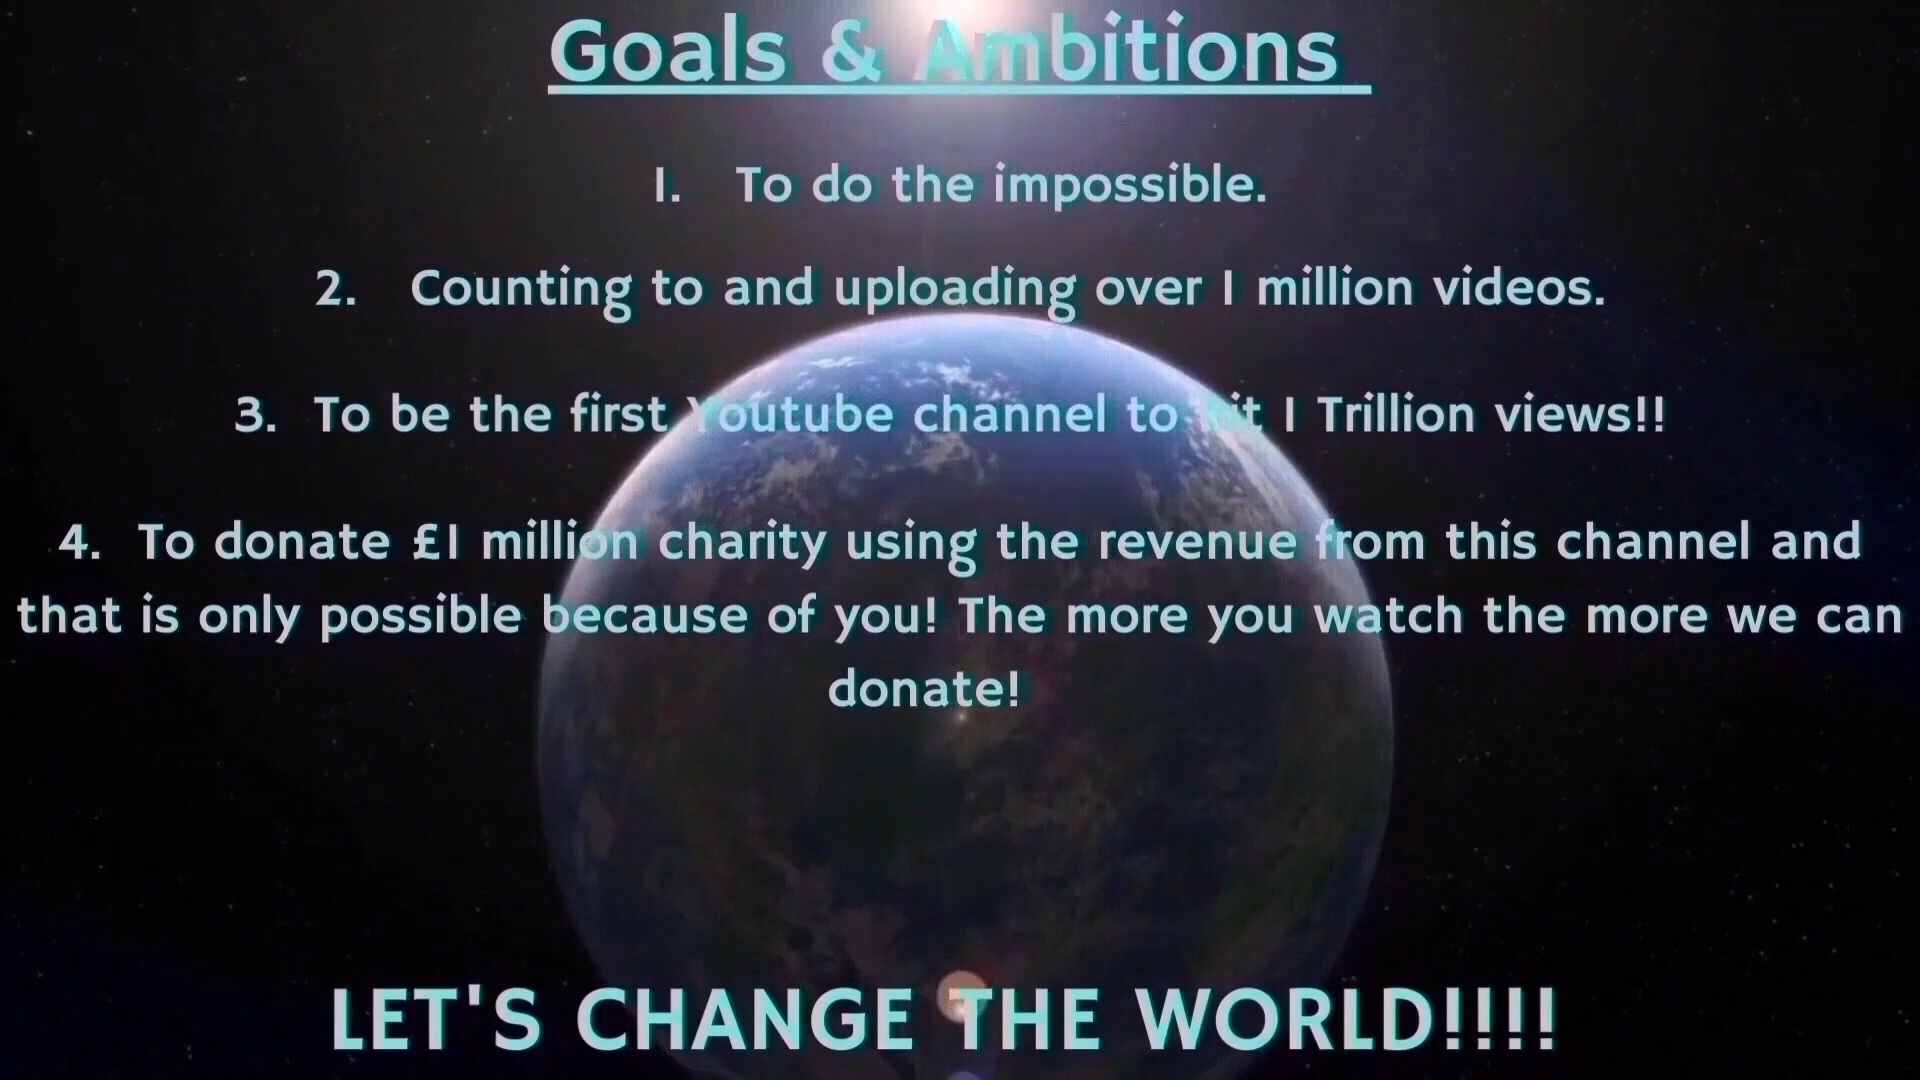 Goals & Ambitions
1. To do the impossible.
2. Counting to and uploading over 1 million videos.
3. To be the first Youtube channel to hit 1 Trillion views!!
4. To donate £1 million charity using the revenue from this channel and
that is only possible because of you! The more you watch the more we can
donate!
LET'S CHANGE THE WORLD!!!!